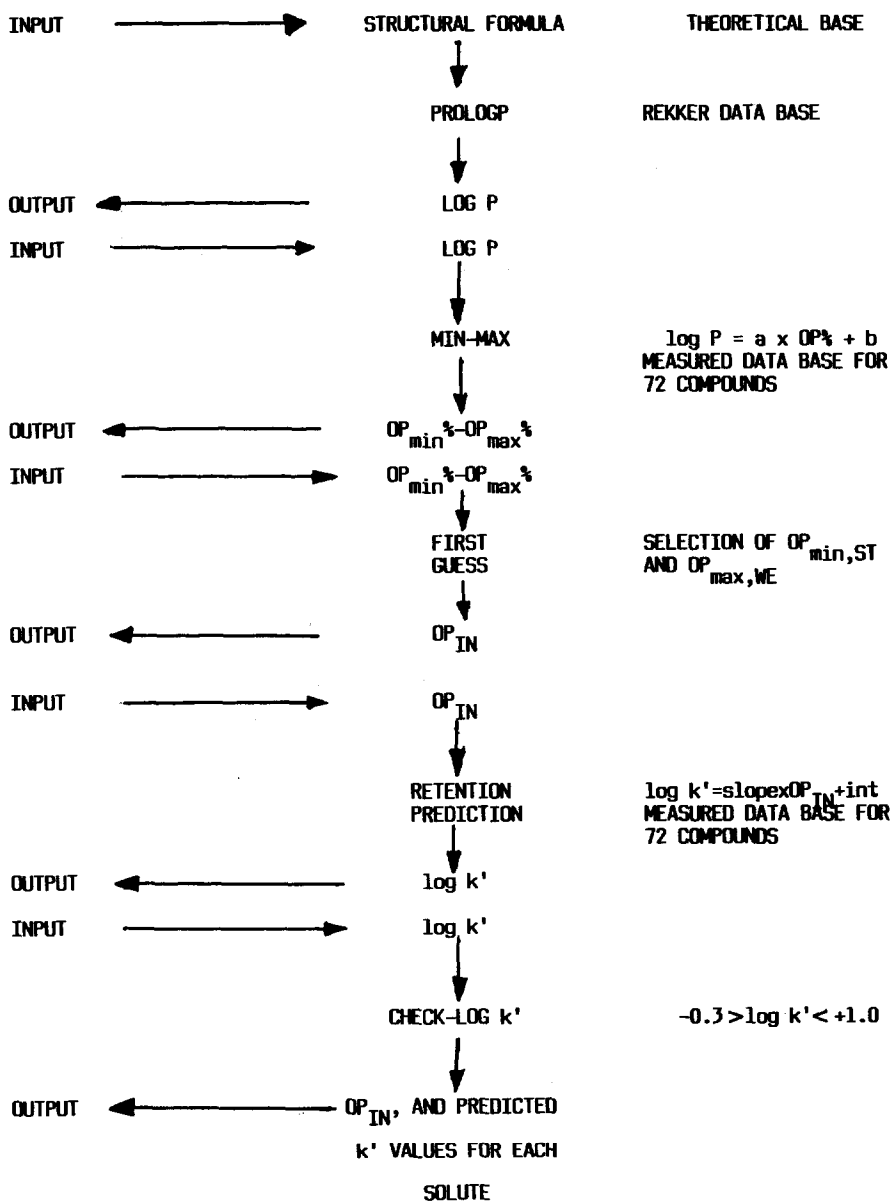 INPUT STRUCTURAL FORMULA THEORETICAL BASE
PROLOGP REKKER DATA BASE
OUTPUT LOG P
INPUT LOG P
MIN-MAX log P = a x OP% + b
MEASURED DATA BASE FOR
72 COMPOUNDS
OUTPUT OPmin%-OPmax%
INPUT OPmin%-OPmax%
FIRST SELECTION OF OPmin,ST
GUESS AND OPmax,WE
OUTPUT OPIN
INPUT OPIN
RETENTION log k'=slopexOPIN+int
PREDICTION MEASURED DATA BASE FOR
72 COMPOUNDS
OUTPUT log k'
INPUT log k'
CHECK-LOG k' -0.3>log k'< +1.0
OUTPUT OPIN, AND PREDICTED
k' VALUES FOR EACH
SOLUTE